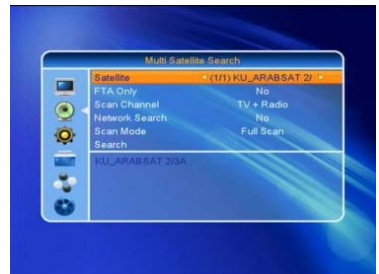 Multi Satellite Search
Satellite (1/1) KU_ARABSAT 2/
FTA Only No
Scan Channel TV + Radio
Network Search No
Scan Mode Full Scan
Search
KU_ARABSAT 2/3A